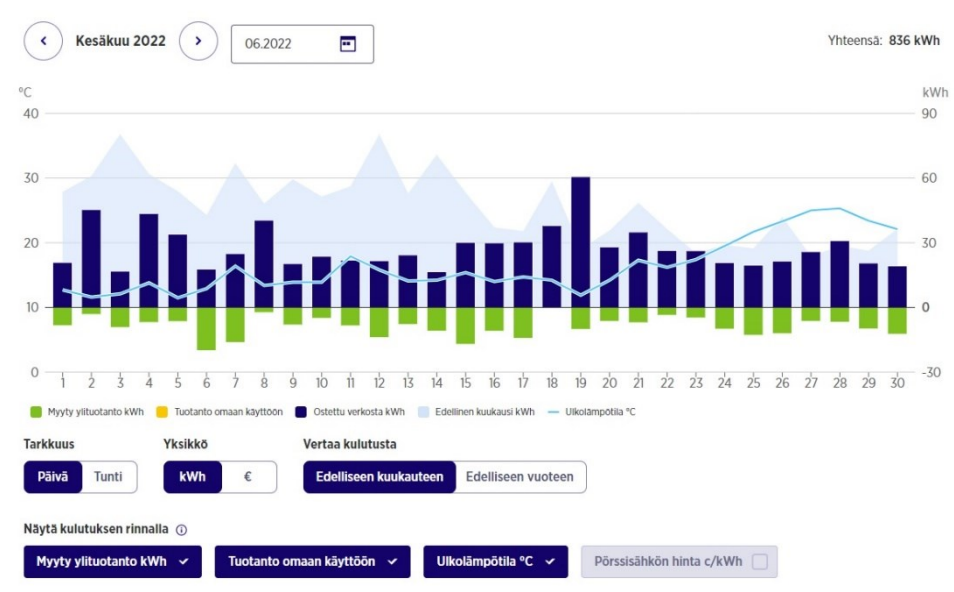 Kesäkuu 2022
06.2022
Yhteensä: 836 kWh
°C
kWh
40
90
30
60
20
30
10
0
0
-30
1 2 3 4 5 6 7 8 9 10 11 12 13 14 15 16 17 18 19 20 21 22 23 24 25 26 27 28 29 30
Myyty ylituotanto kWh Tuotanto omaan käyttöön Ostettu verkosta kWh Edellinen kuukausi kWh Ulkolämpötila °C
Tarkkuus Yksikkö Vertaa kulutusta
Päivä Tunti kWh € Edelliseen kuukauteen Edelliseen vuoteen
Näytä kulutuksen rinnalla
Myyty ylituotanto kWh Tuotanto omaan käyttöön Ulkolämpötila °C Pörssisähkön hinta c/kWh